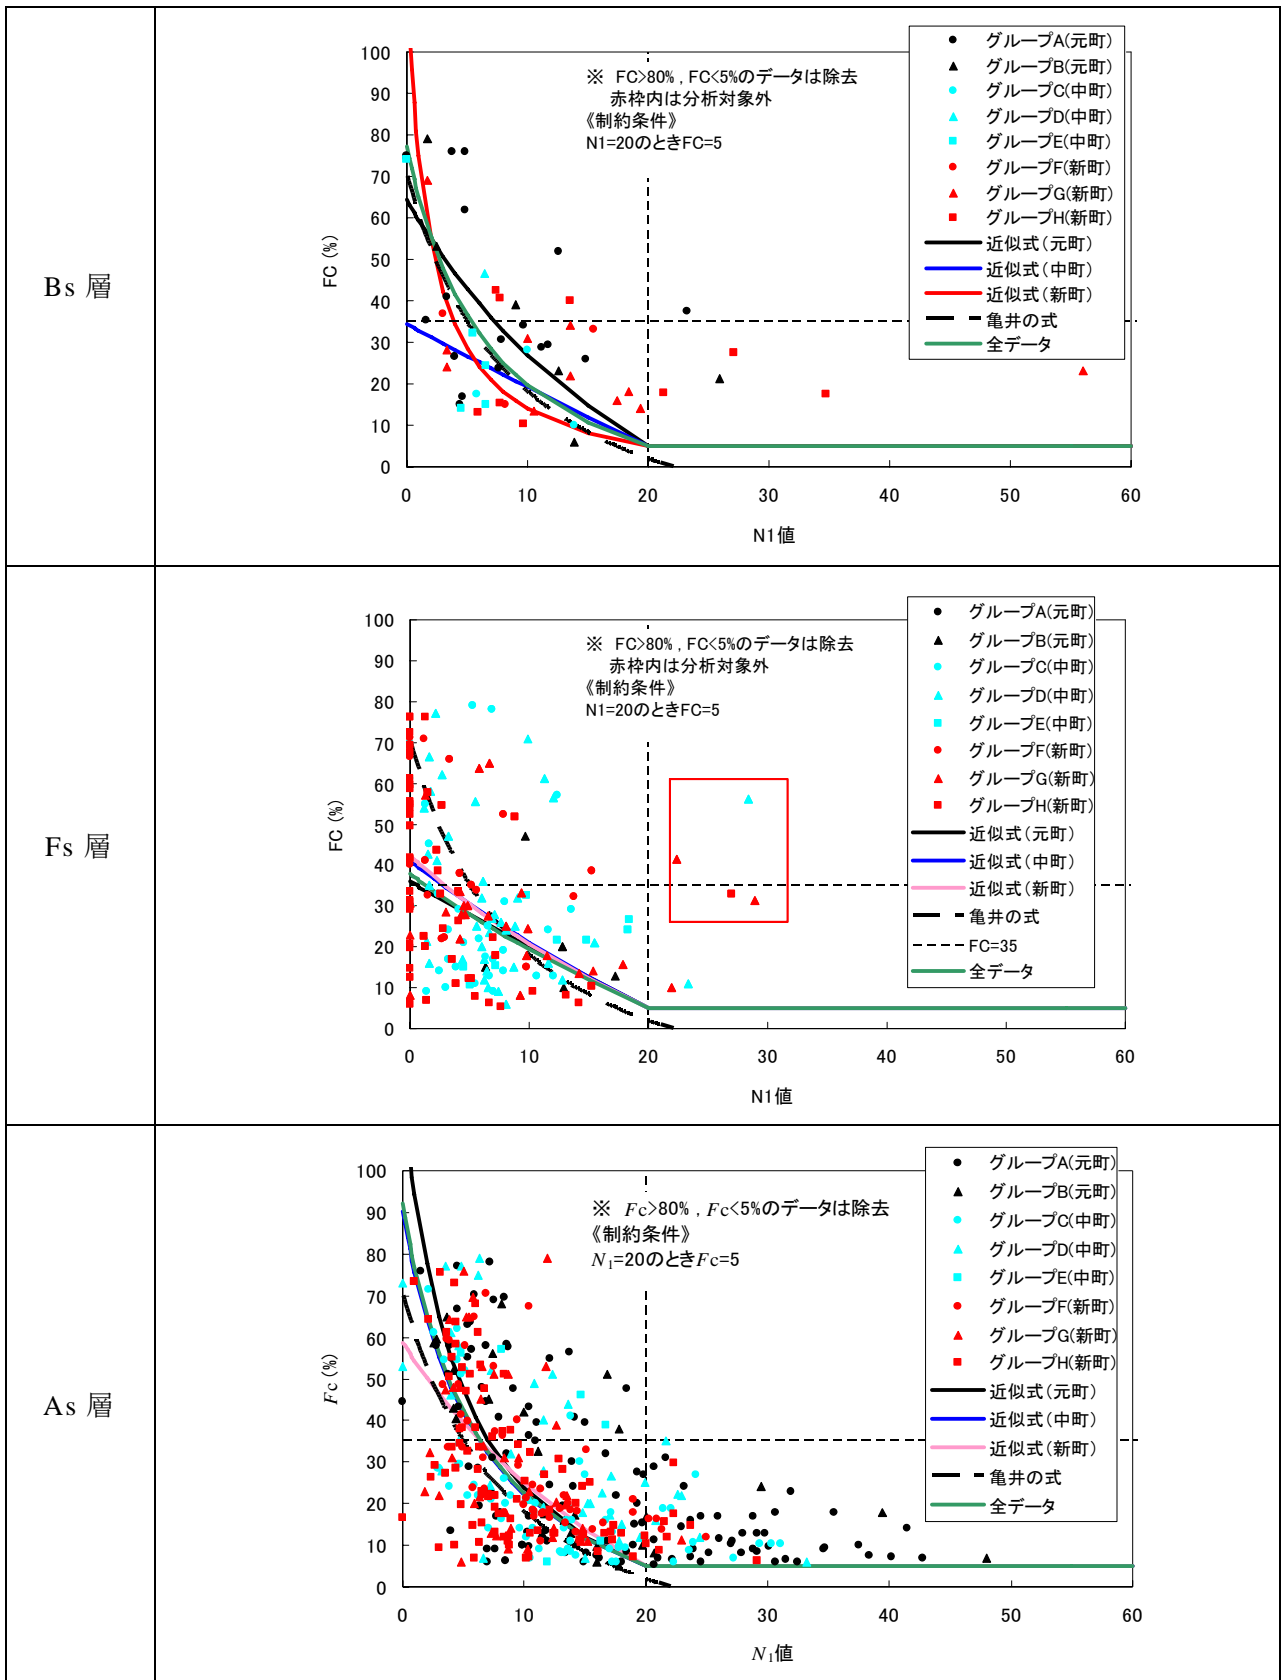 Bs 層
グループA(元町)
グループB(元町)
グループC(中町)
グループD(中町)
グループE(中町)
グループF(新町)
グループG(新町)
グループH(新町)
近似式(元町)
近似式(中町)
近似式(新町)
亀井の式
全データ
※ FC>80% , FC<5%のデータは除去
赤枠内は分析対象外
《制約条件》
N1=20のときFC=5
FC (%)
100
90
80
70
60
50
40
30
20
10
0
0 10 20 30 40 50 60
N1値
Fs 層
グループA(元町)
グループB(元町)
グループC(中町)
グループD(中町)
グループE(中町)
グループF(新町)
グループG(新町)
グループH(新町)
近似式(元町)
近似式(中町)
近似式(新町)
亀井の式
FC=35
全データ
※ FC>80% , FC<5%のデータは除去
赤枠内は分析対象外
《制約条件》
N1=20のときFC=5
FC (%)
100
90
80
70
60
50
40
30
20
10
0
0 10 20 30 40 50 60
N1値
As 層
グループA(元町)
グループB(元町)
グループC(中町)
グループD(中町)
グループE(中町)
グループF(新町)
グループG(新町)
グループH(新町)
近似式(元町)
近似式(中町)
近似式(新町)
亀井の式
全データ
※ Fc>80% , Fc<5%のデータは除去
《制約条件》
N1=20のときFc=5
Fc (%)
100
90
80
70
60
50
40
30
20
10
0
0 10 20 30 40 50 60
N1値